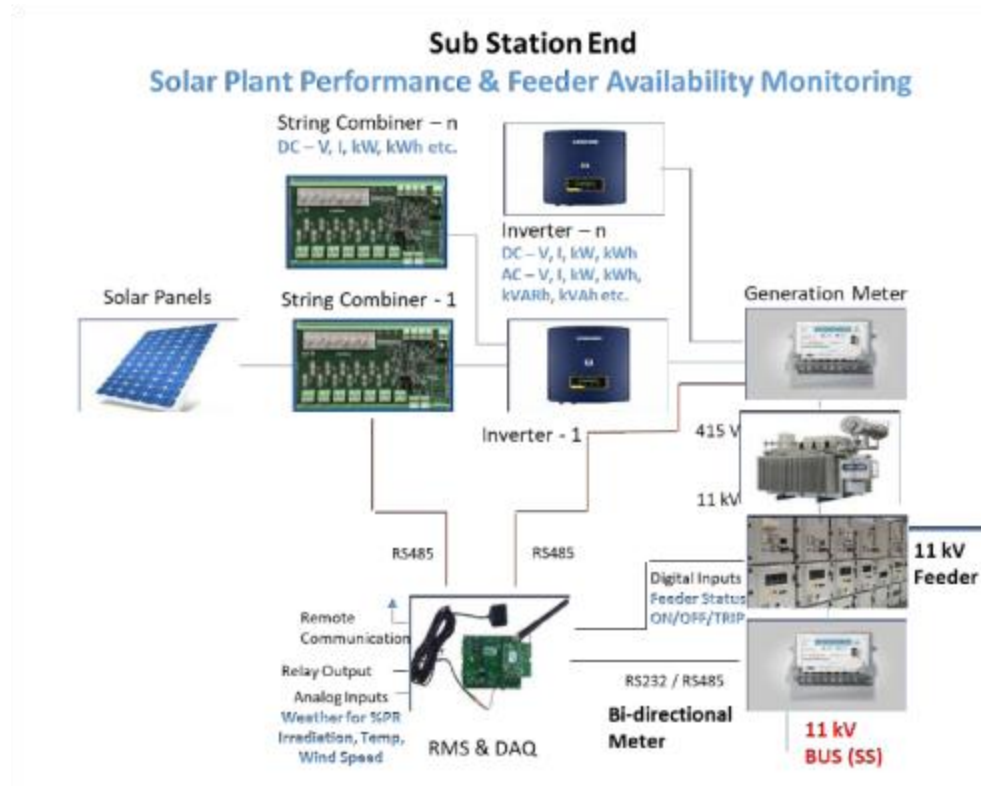 Sub Station End
Solar Plant Performance & Feeder Availability Monitoring
String Combiner – n
DC – V, I, kW, kWh etc.
Inverter – n
DC – V, I, kW, kWh
AC – V, I, kW, kWh,
kVARh, kVAh etc.
Solar Panels
String Combiner - 1
Generation Meter
Inverter - 1
415 V
11 kV
RS485
RS485
11 kV
Feeder
Digital Inputs
Feeder Status
ON/OFF/TRIP
Remote
Communication
Relay Output
Analog Inputs
Weather for %PR
Irradiation, Temp,
Wind Speed
RMS & DAQ
RS232 / RS485
Bi-directional
Meter
11 kV
BUS (SS)